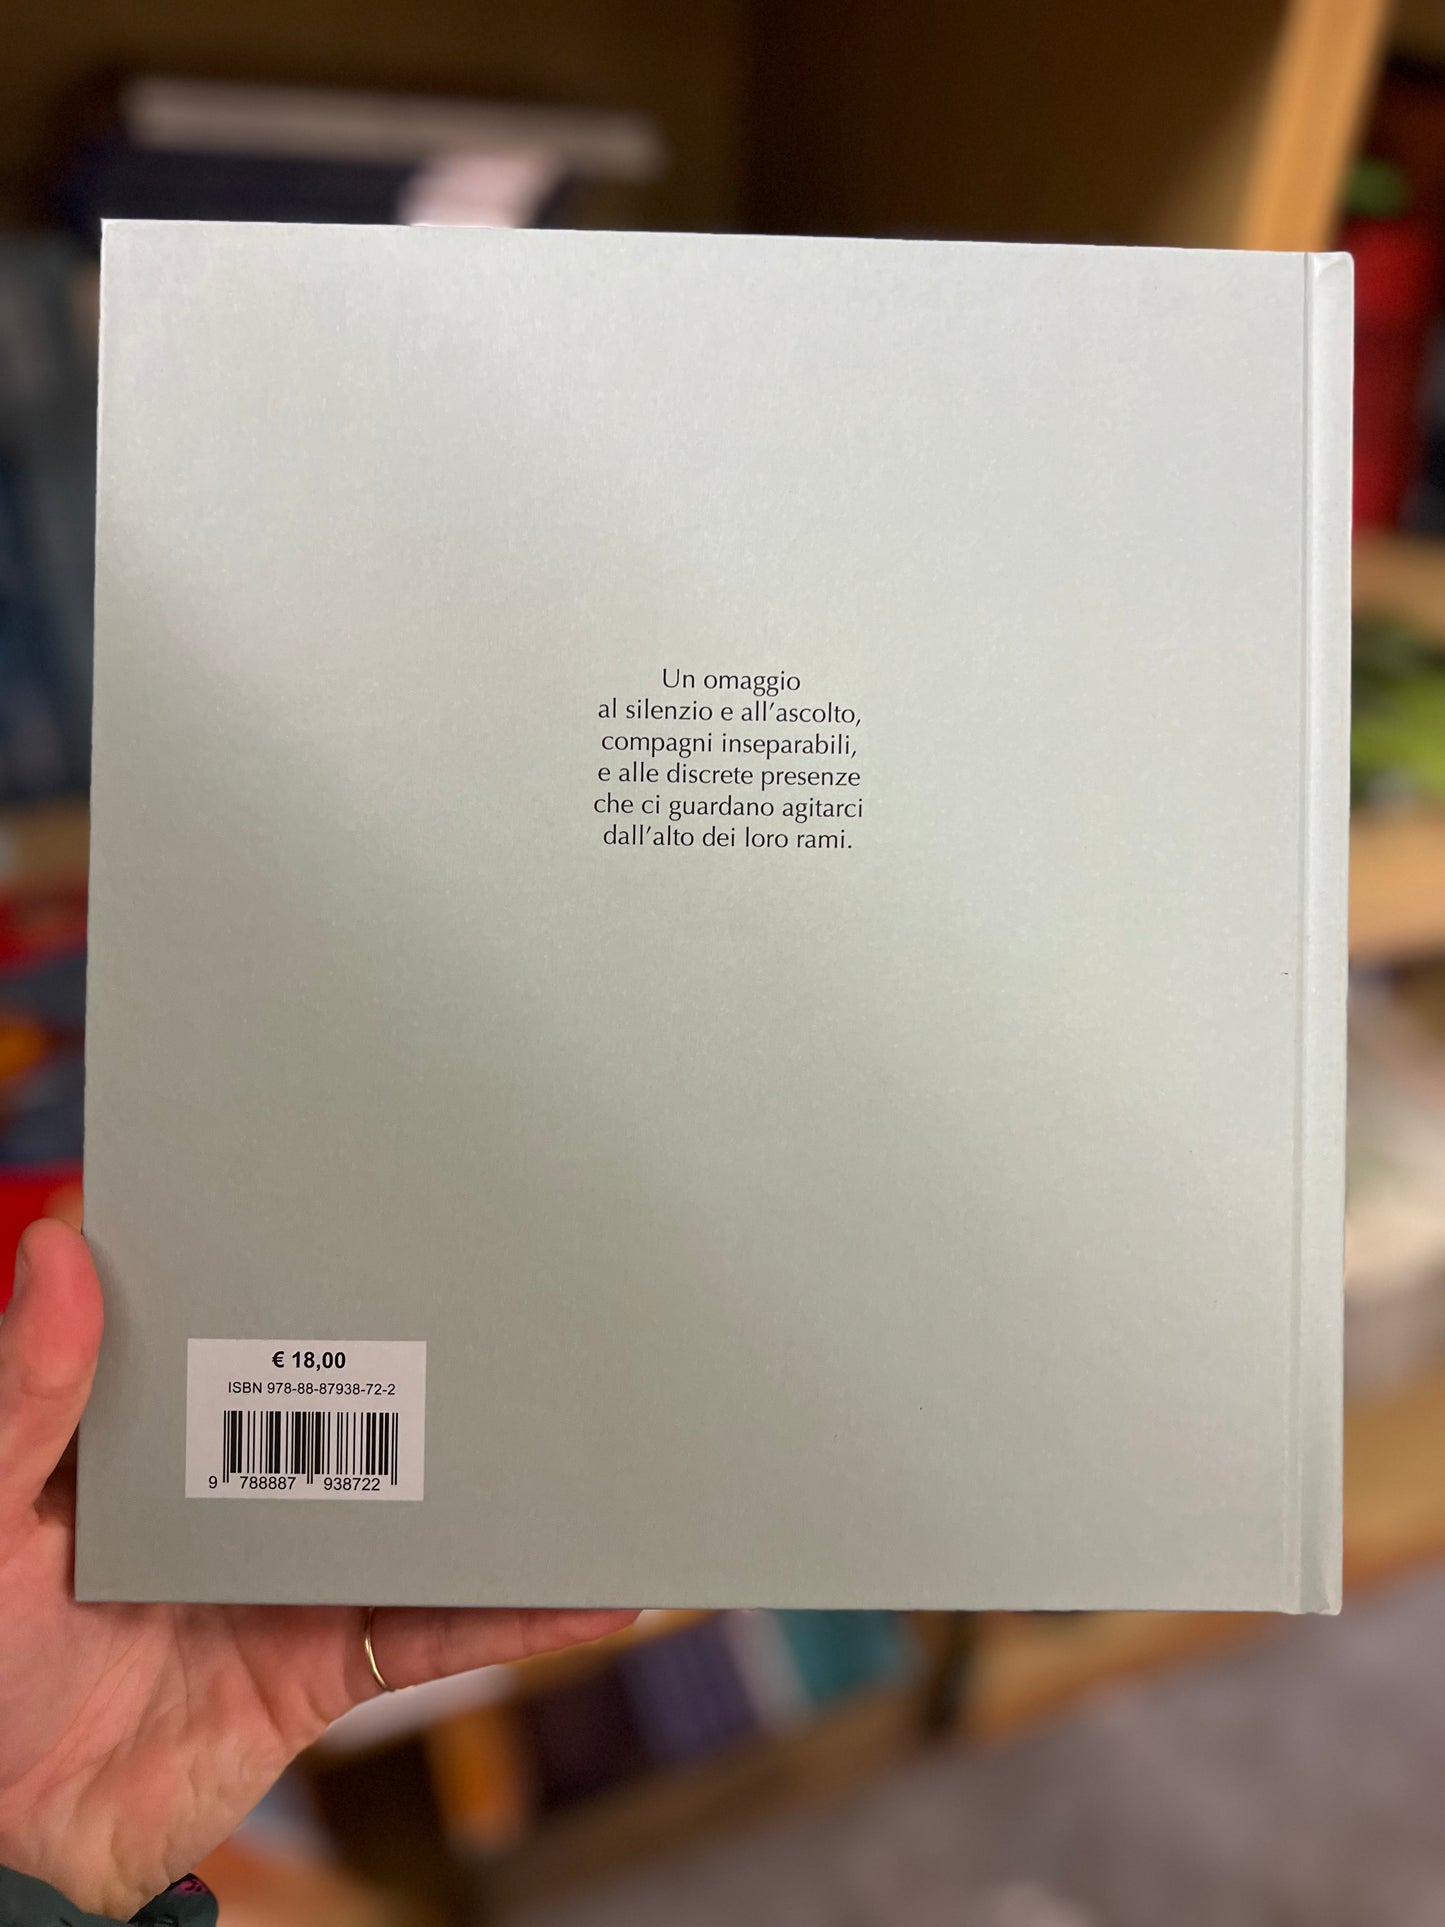 Un omaggio
al silenzio e all’ascolto,
compagni inseparabili,
e alle discrete presenze
che ci guardano agitarci
dall’alto dei loro rami.
€ 18,00
ISBN 978-88-87938-72-2
9 788887 938722